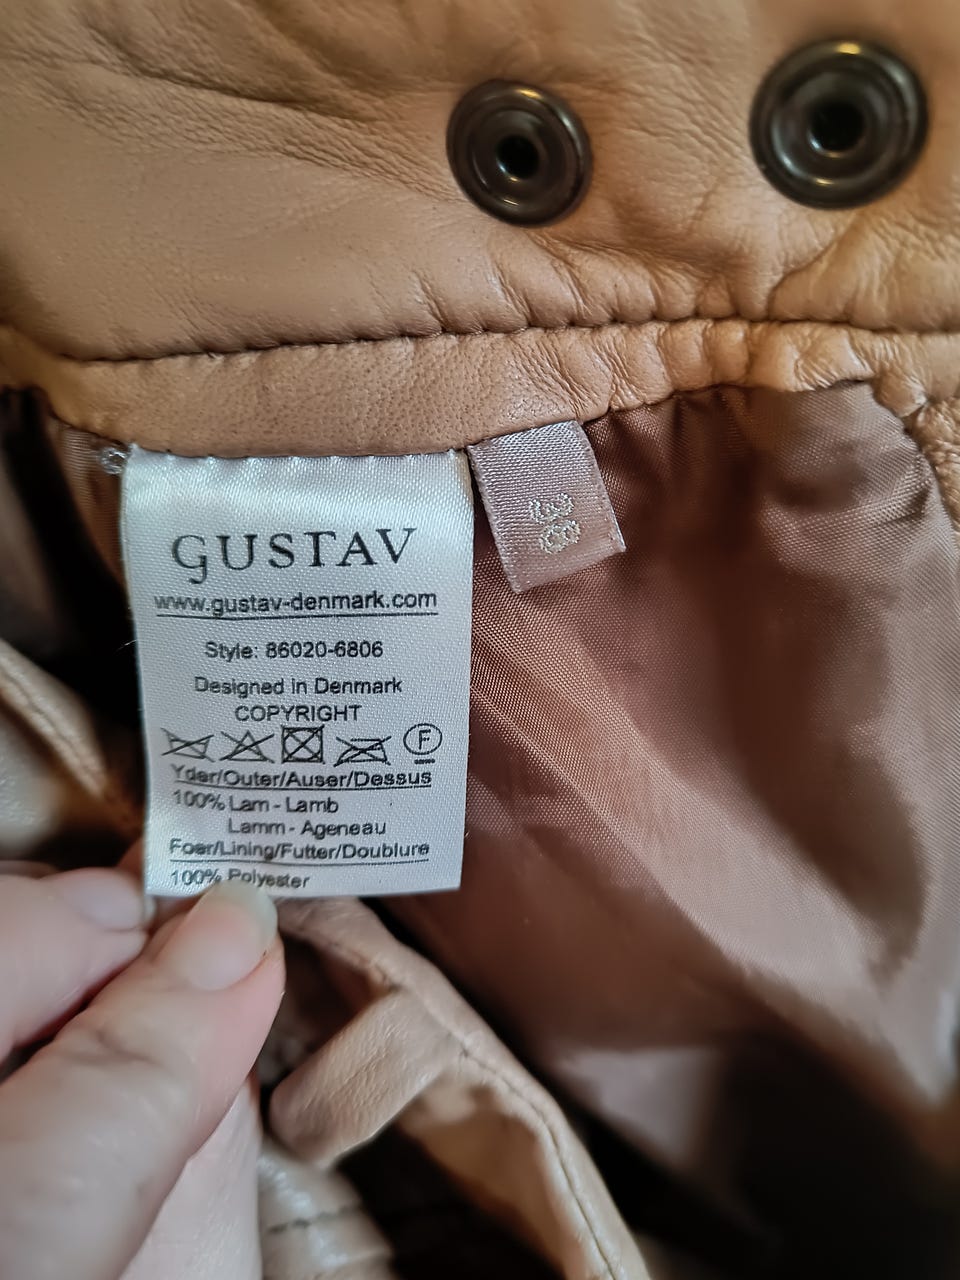 GUSTAV
www.gustav-denmark.com
Style: 86020-6806
Designed in Denmark
COPYRIGHT
F
Yder/Outer/Auser/Dessus
100% Lam - Lamb
Lamm - Ageneau
Foer/Lining/Futter/Doublure
100% Polyester
38